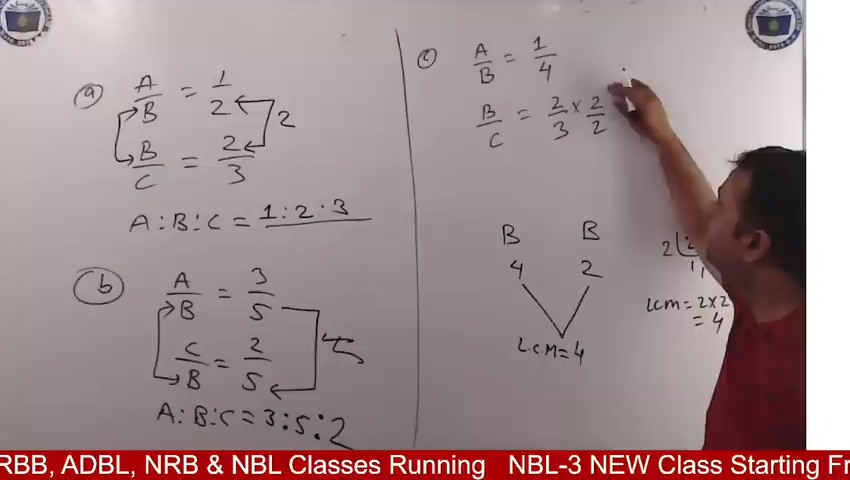 (a) A/B = 1/2
2
B/C = 2/3
A:B:C = 1:2:3
(b) A/B = 3/5
5
C/B = 2/5
A:B:C = 3:5:2
(c) A/B = 1/4
B/C = 2/3 × 2/2
B B
4 2
LCM=4
2
LCM = 2×2
= 4
RBB, ADBL, NRB & NBL Classes Running NBL-3 NEW Class Starting Fr